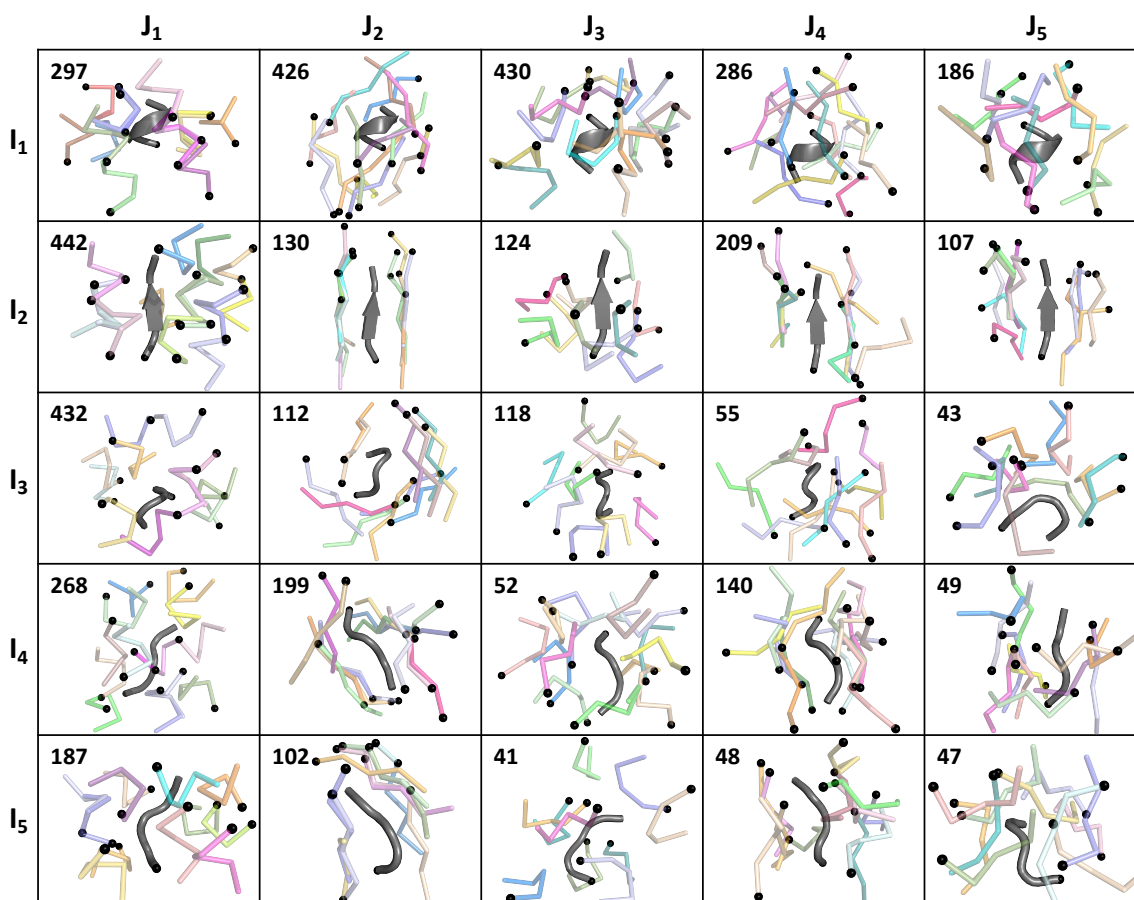 J₁ J₂ J₃ J₄ J₅
I₁ 297 426 430 286 186
I₂ 442 130 124 209 107
I₃ 432 112 118 55 43
I₄ 268 199 52 140 49
I₅ 187 102 41 48 47